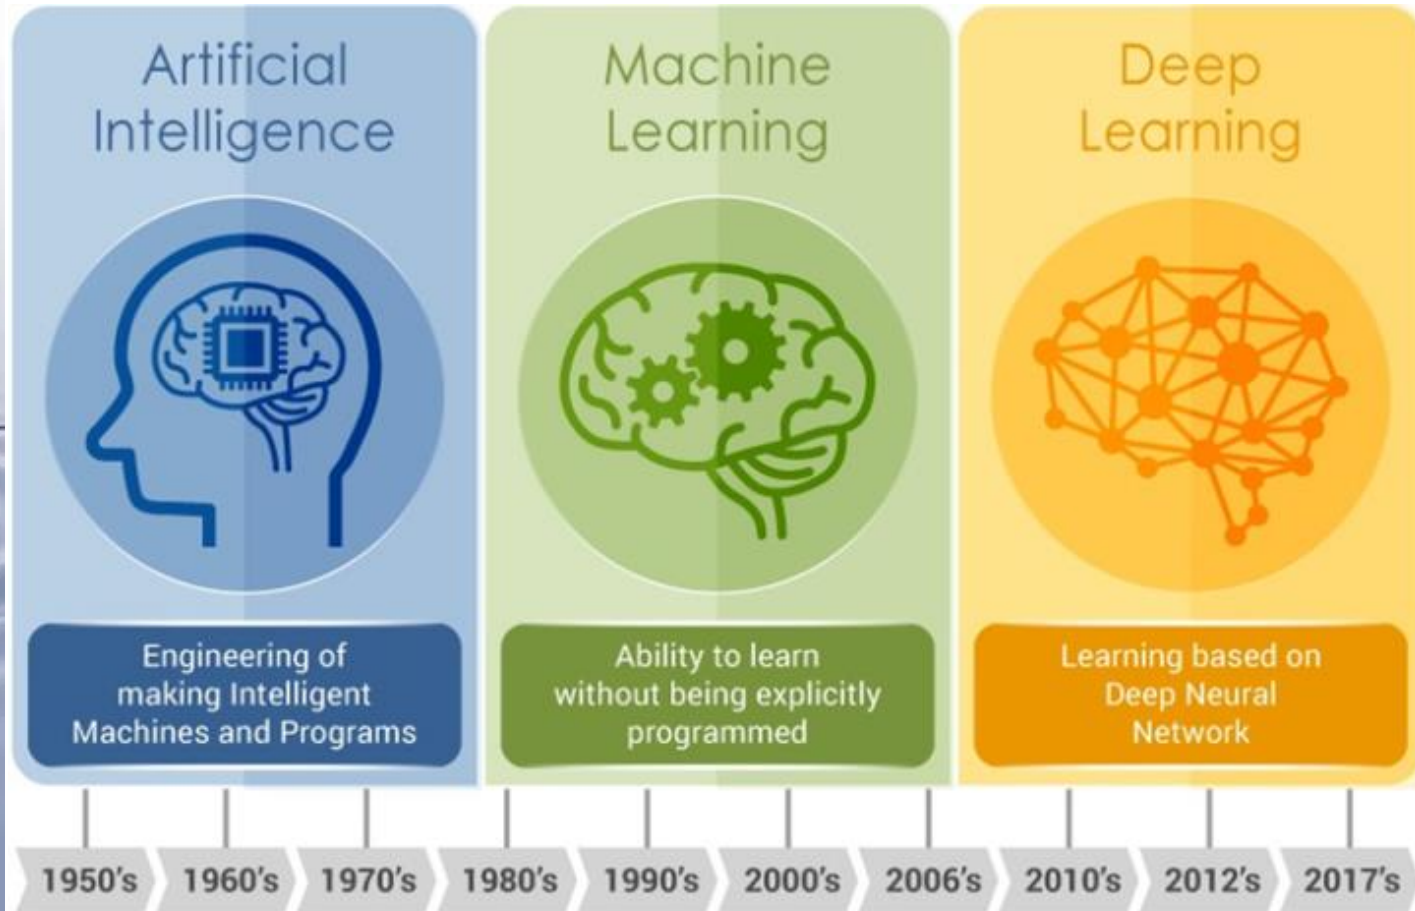 Artificial
Intelligence
Engineering of
making Intelligent
Machines and Programs
Machine
Learning
Ability to learn
without being explicitly
programmed
Deep
Learning
Learning based on
Deep Neural
Network
1950's
1960's
1970's
1980's
1990's
2000's
2006's
2010's
2012's
2017's